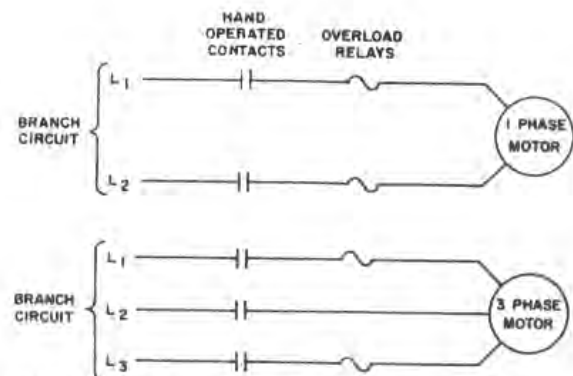 HAND
OPERATED
CONTACTS
OVERLOAD
RELAYS
BRANCH
CIRCUIT
L1
L2
1 PHASE
MOTOR
BRANCH
CIRCUIT
L1
L2
L3
3 PHASE
MOTOR